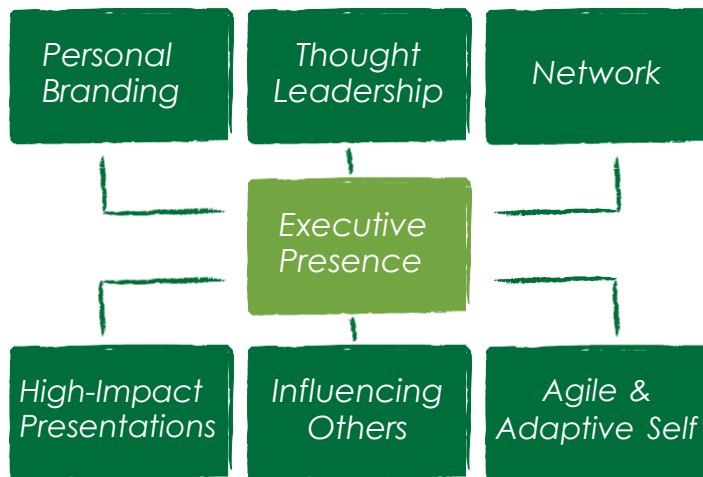 Personal
Branding
Thought
Leadership
Network
Executive
Presence
High-Impact
Presentations
Influencing
Others
Agile &
Adaptive Self